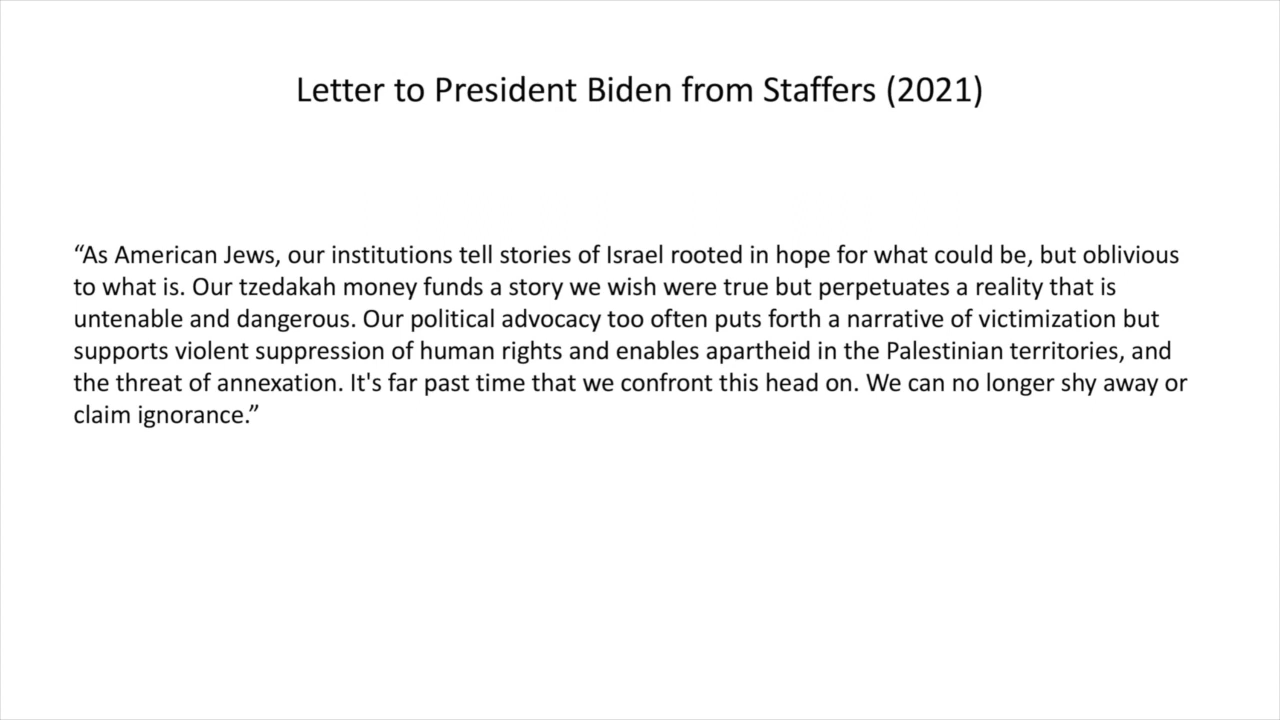 Letter to President Biden from Staffers (2021)
“As American Jews, our institutions tell stories of Israel rooted in hope for what could be, but oblivious
to what is. Our tzedakah money funds a story we wish were true but perpetuates a reality that is
untenable and dangerous. Our political advocacy too often puts forth a narrative of victimization but
supports violent suppression of human rights and enables apartheid in the Palestinian territories, and
the threat of annexation. It's far past time that we confront this head on. We can no longer shy away or
claim ignorance.”